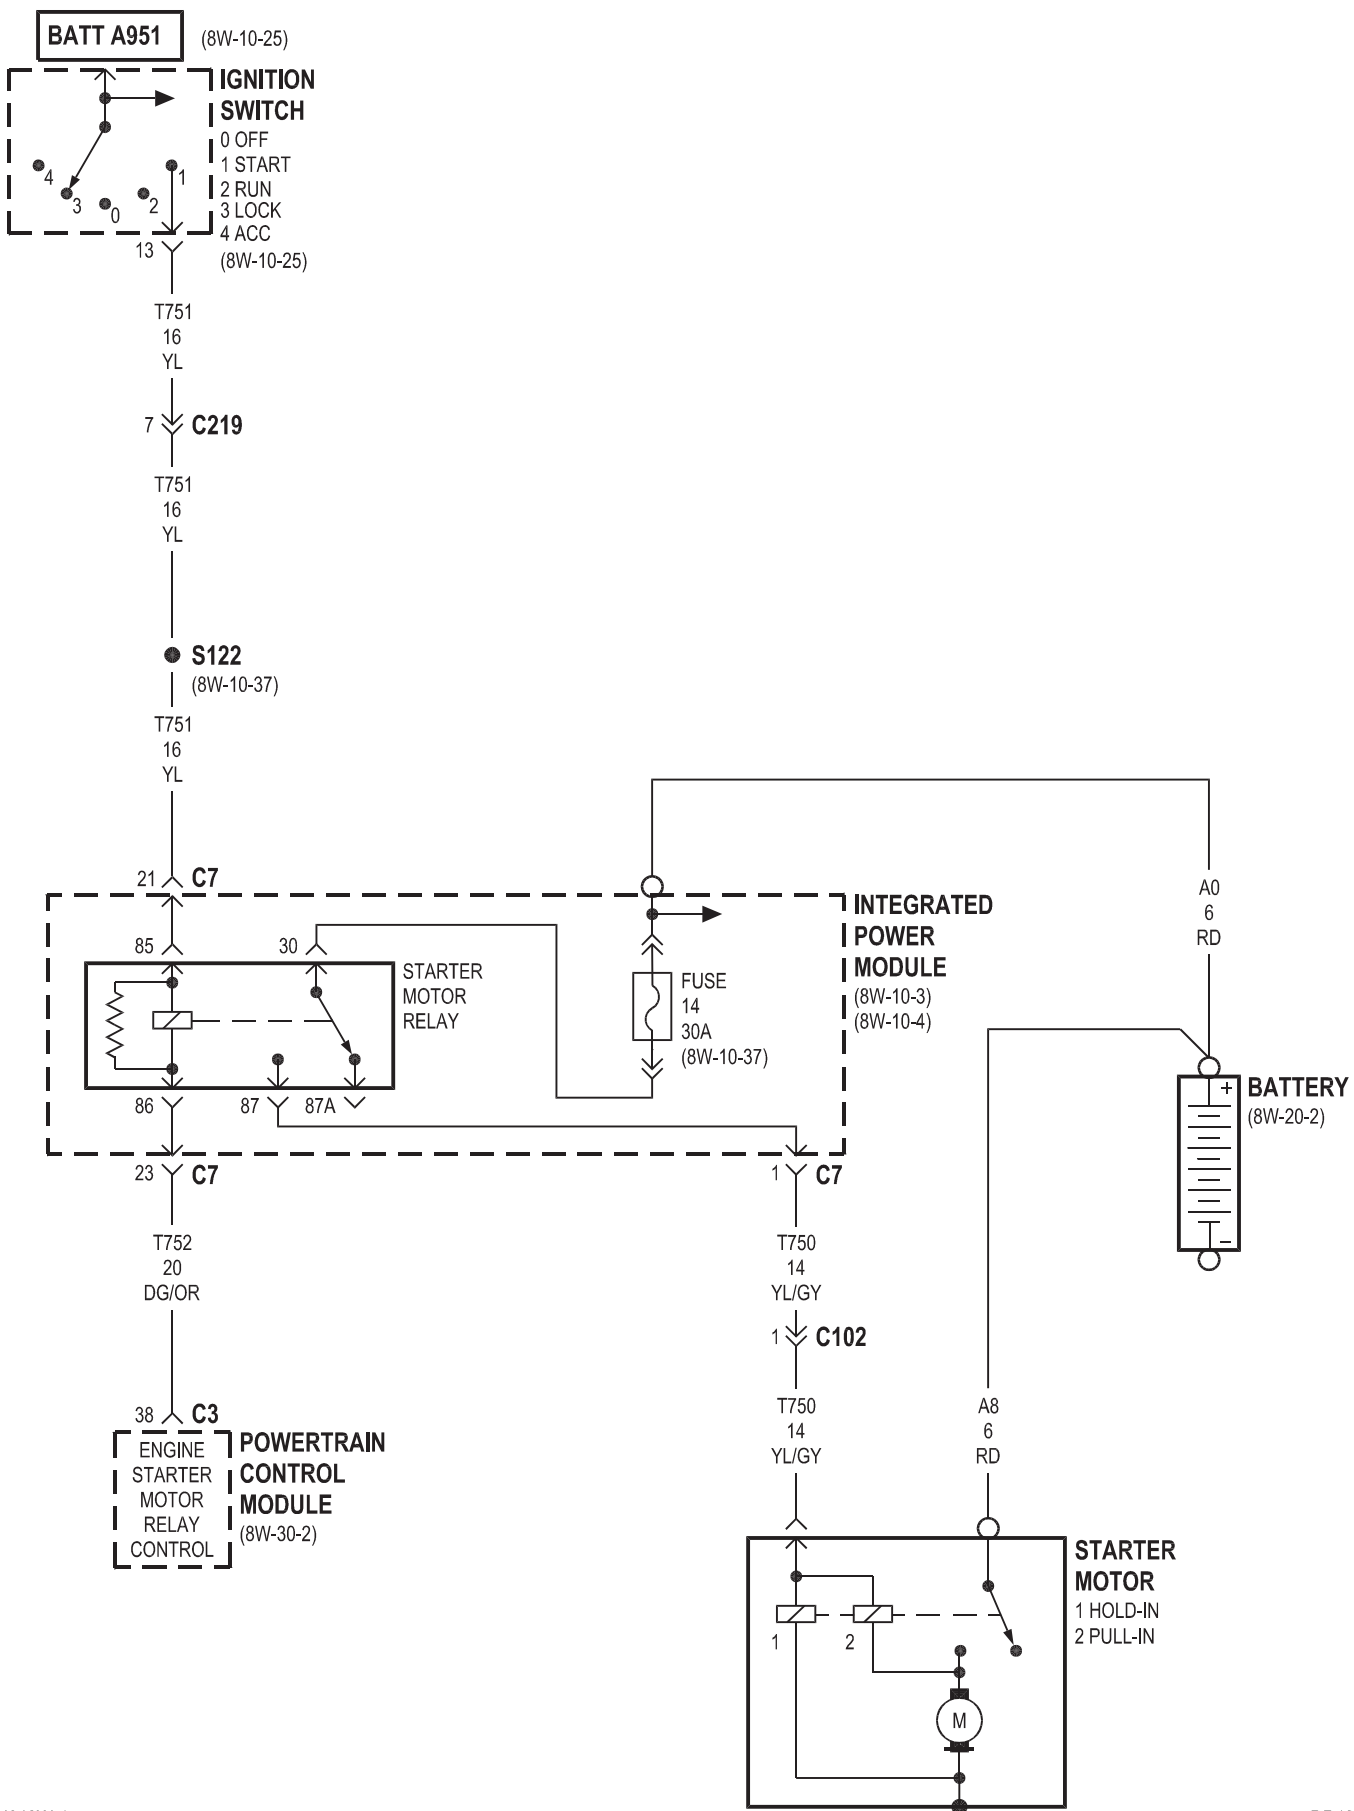 BATT A951
(8W-10-25)
IGNITION
SWITCH
0 OFF
1 START
2 RUN
3 LOCK
4 ACC
(8W-10-25)
4
3
0
2
1
13
T751
16
YL
7
C219
T751
16
YL
S122
(8W-10-37)
T751
16
YL
21
C7
85
30
STARTER
MOTOR
RELAY
86
87
87A
FUSE
14
30A
(8W-10-37)
INTEGRATED
POWER
MODULE
(8W-10-3)
(8W-10-4)
A0
6
RD
+
-
BATTERY
(8W-20-2)
23
C7
1
C7
T752
20
DG/OR
T750
14
YL/GY
1
C102
38
C3
ENGINE
STARTER
MOTOR
RELAY
CONTROL
POWERTRAIN
CONTROL
MODULE
(8W-30-2)
T750
14
YL/GY
A8
6
RD
STARTER
MOTOR
1 HOLD-IN
2 PULL-IN
1
2
M